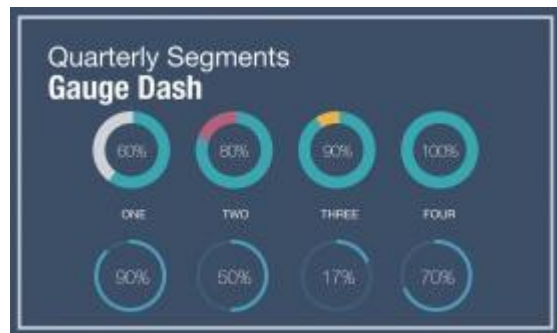 Quarterly Segments
Gauge Dash
60% 80% 90% 100%
ONE TWO THREE FOUR
90% 50% 17% 70%